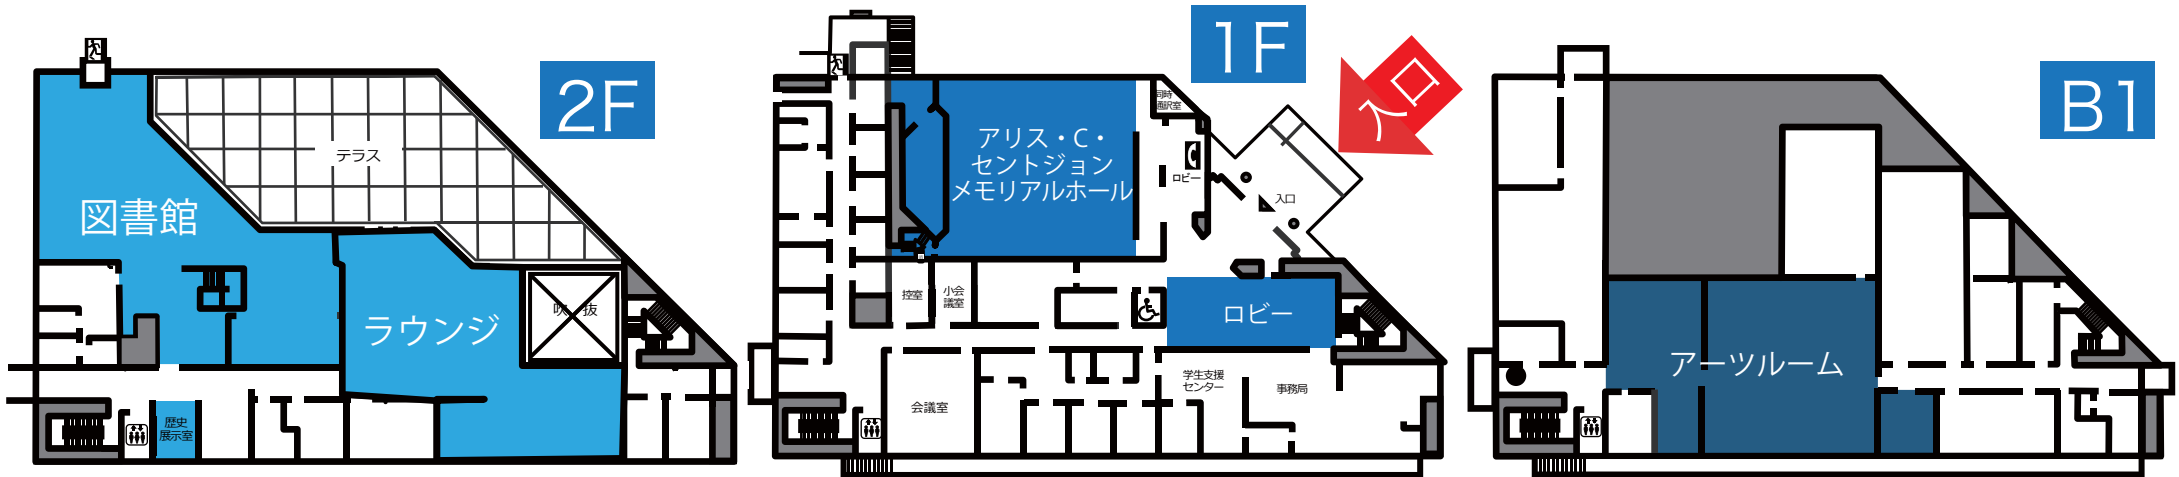 2F
テラス
図書館
ラウンジ
吹 抜
歴史
展示室
1F
入口
同時
通訳室
アリス・C・
セントジョン
メモリアルホール
ロビー
入口
控室
小会
議室
ロビー
学生支援
センター
事務局
会議室
B1
アーツルーム